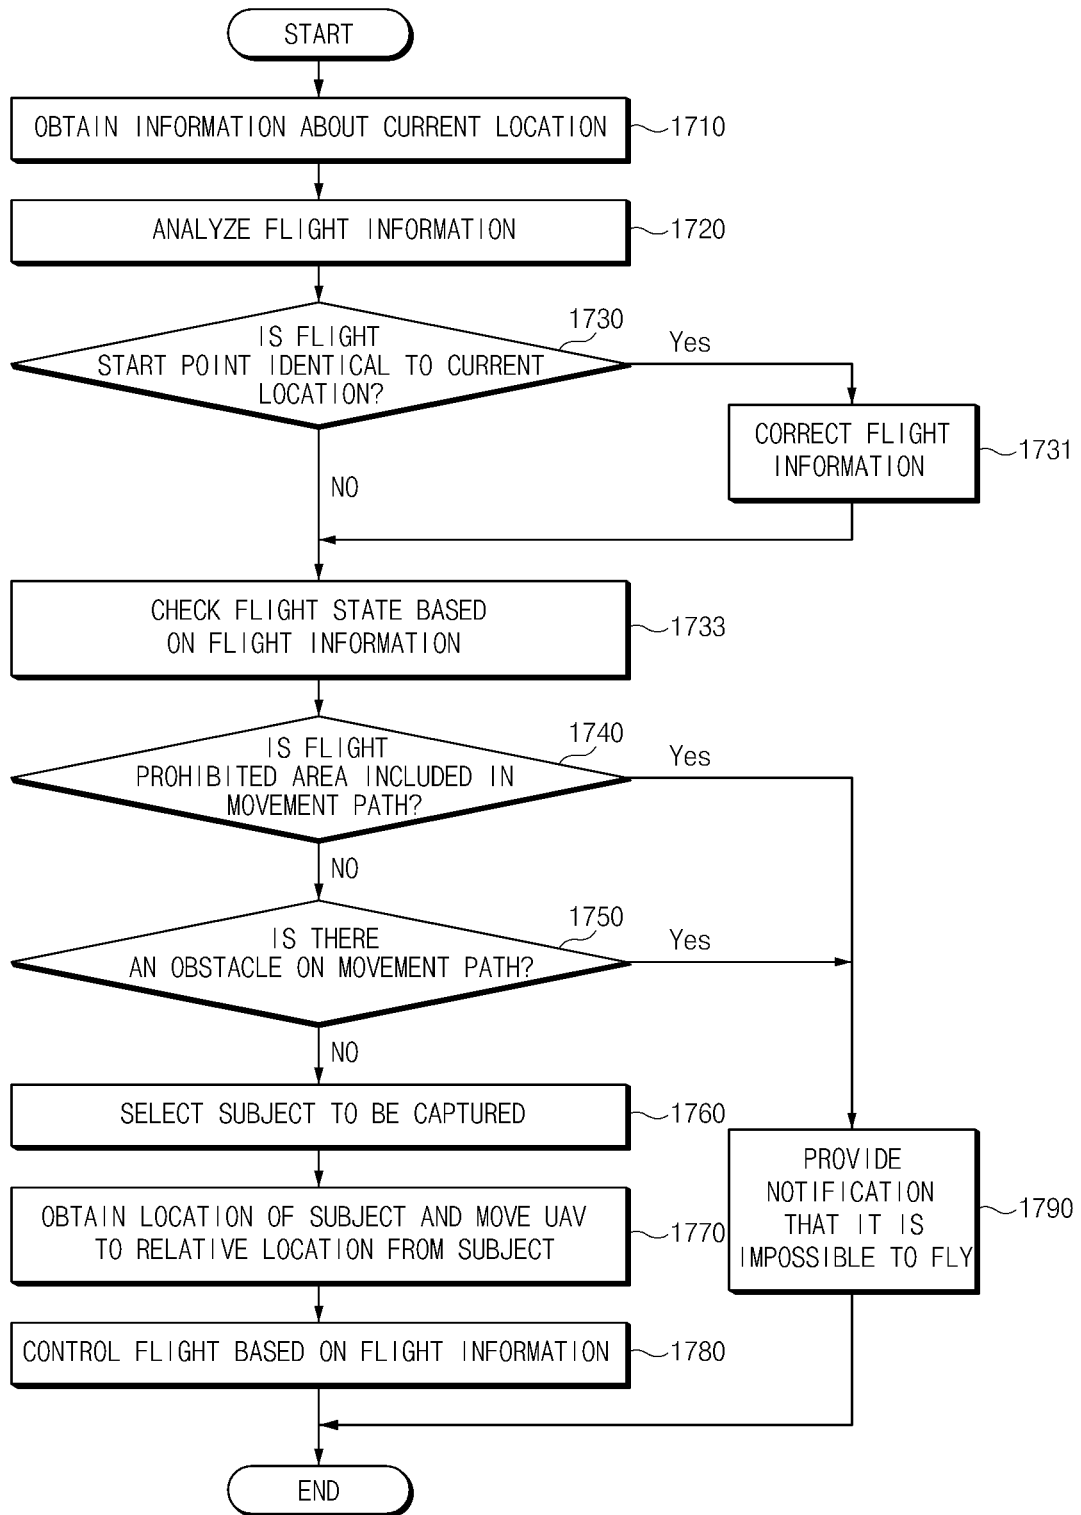 START
OBTAIN INFORMATION ABOUT CURRENT LOCATION
1710
ANALYZE FLIGHT INFORMATION
1720
IS FLIGHT
START POINT IDENTICAL TO CURRENT
LOCATION?
1730
Yes
CORRECT FLIGHT
INFORMATION
1731
NO
CHECK FLIGHT STATE BASED
ON FLIGHT INFORMATION
1733
IS FLIGHT
PROHIBITED AREA INCLUDED IN
MOVEMENT PATH?
1740
Yes
NO
IS THERE
AN OBSTACLE ON MOVEMENT PATH?
1750
Yes
NO
SELECT SUBJECT TO BE CAPTURED
1760
OBTAIN LOCATION OF SUBJECT AND MOVE UAV
TO RELATIVE LOCATION FROM SUBJECT
1770
PROVIDE
NOTIFICATION
THAT IT IS
IMPOSSIBLE TO FLY
1790
CONTROL FLIGHT BASED ON FLIGHT INFORMATION
1780
END